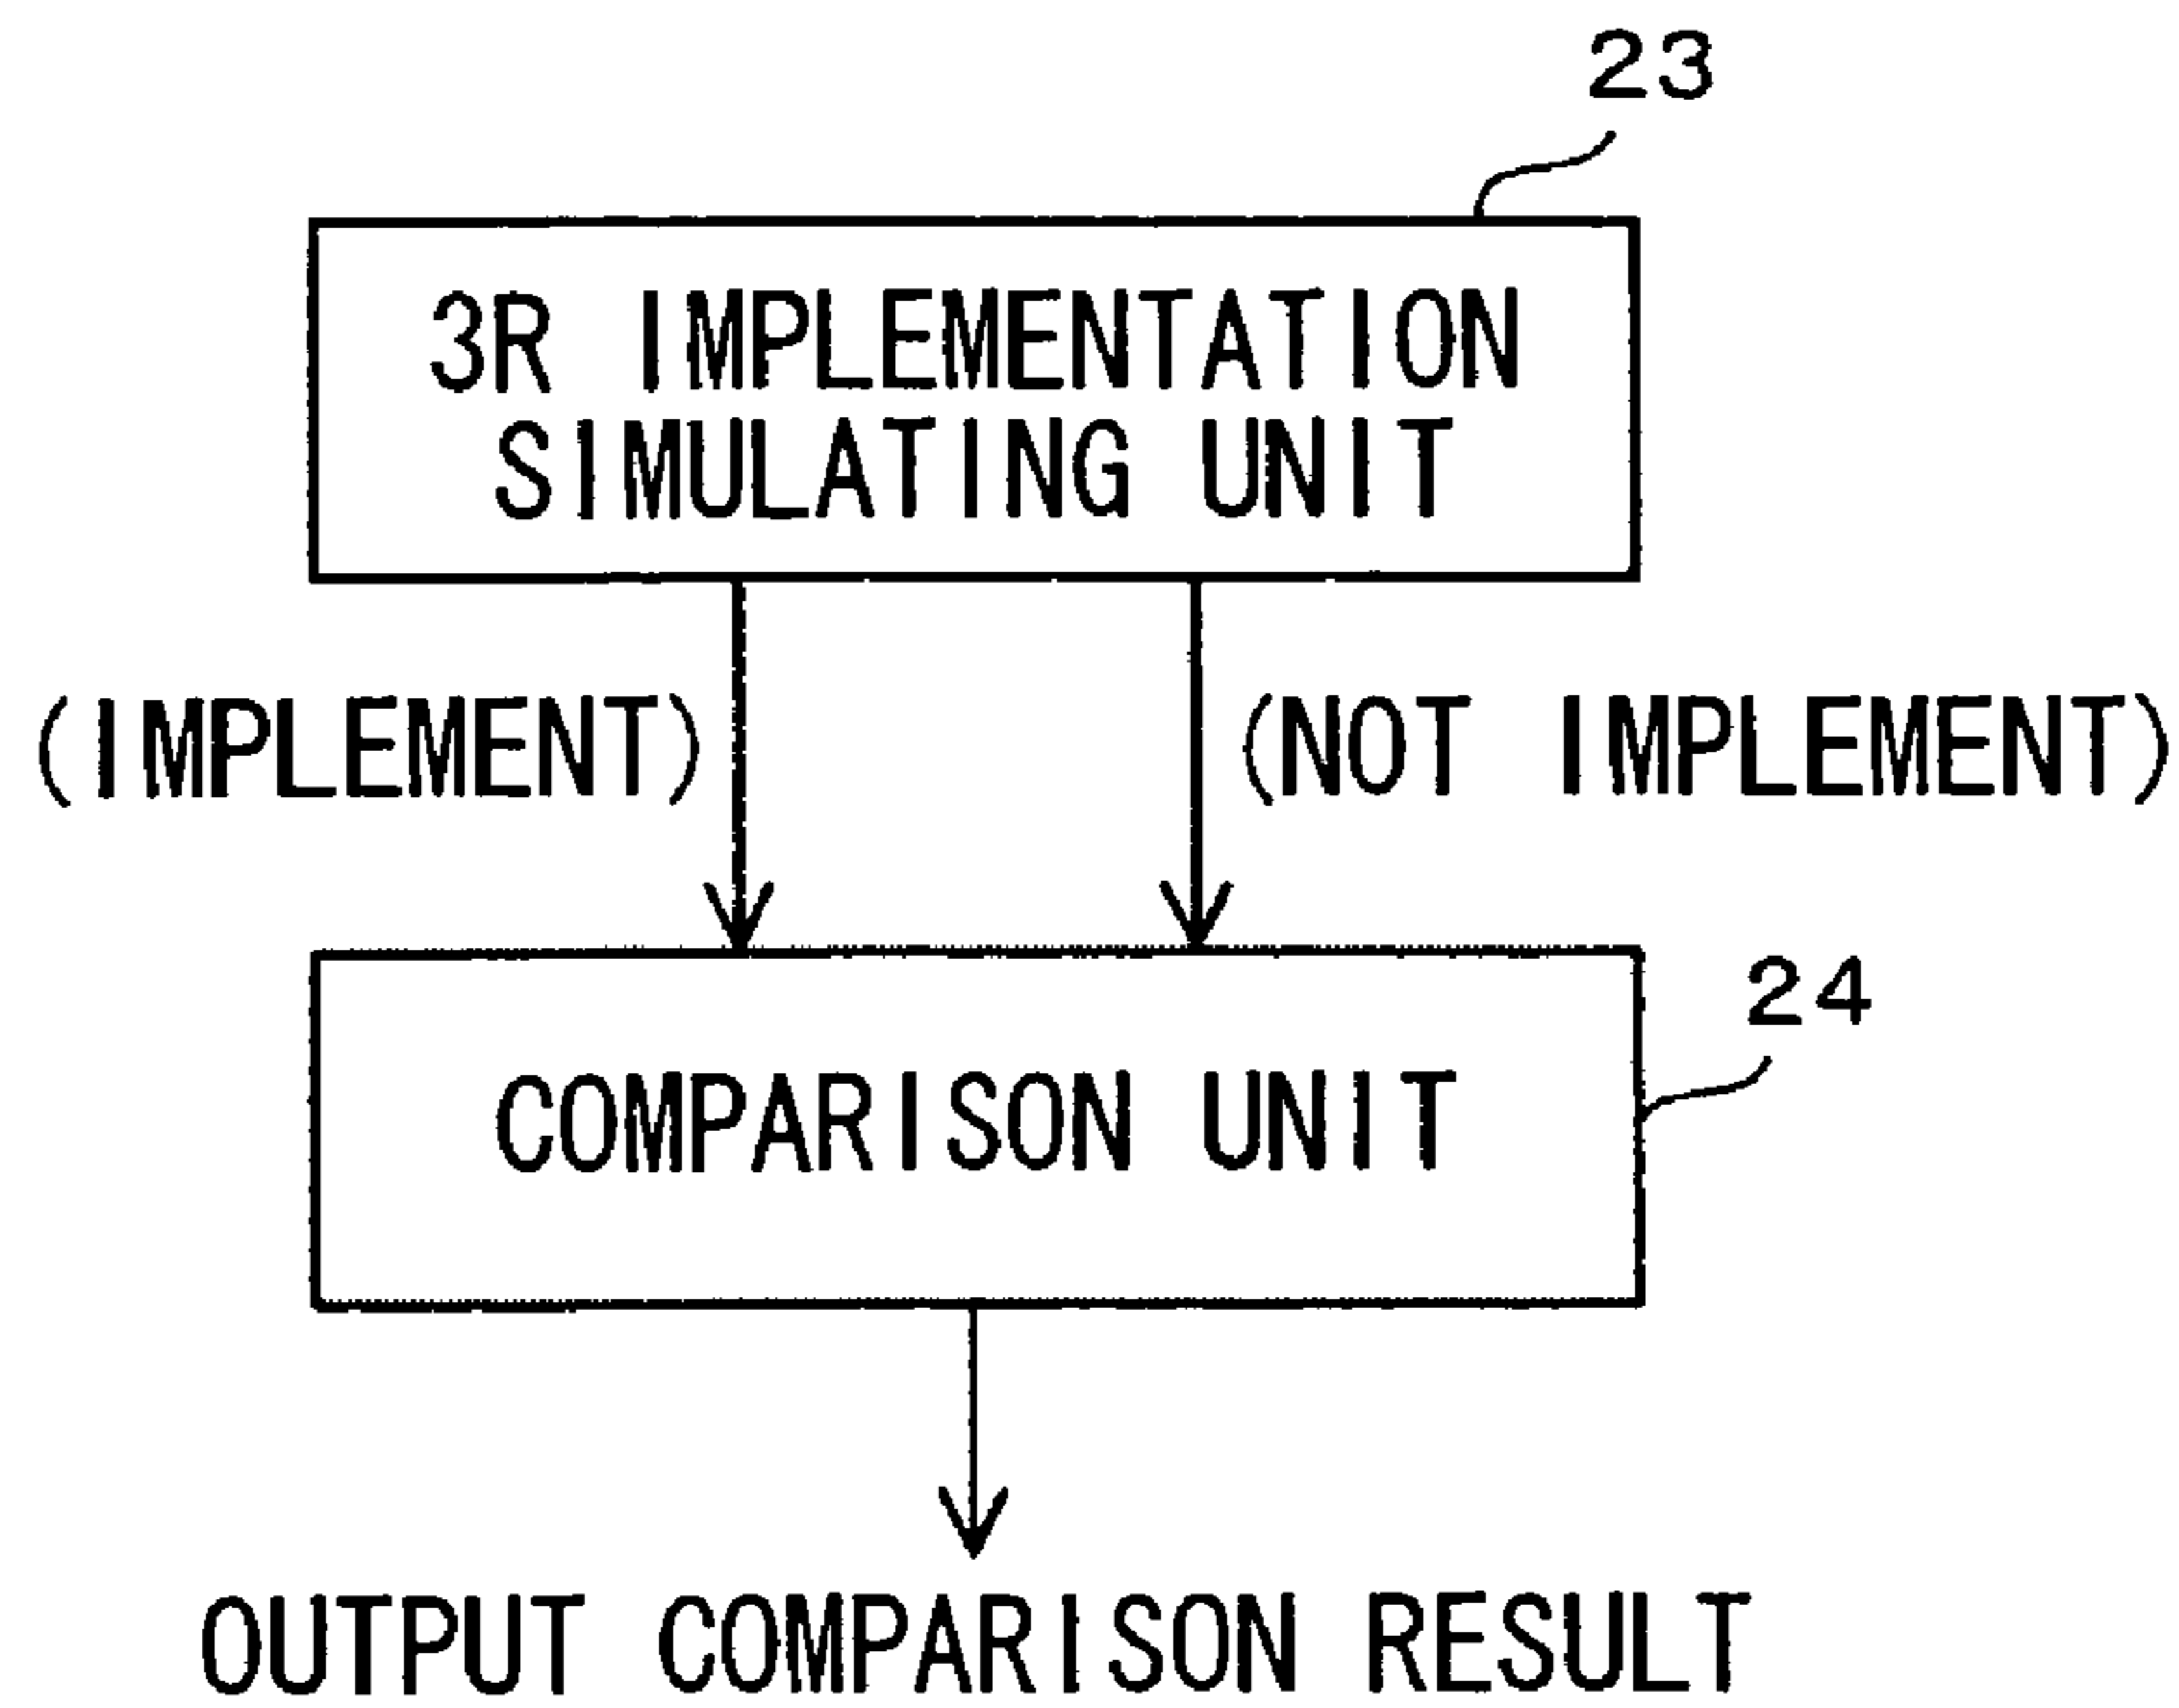 23
3R IMPLEMENTATION
SIMULATING UNIT
(IMPLEMENT) (NOT IMPLEMENT)
24
COMPARISON UNIT
OUTPUT COMPARISON RESULT